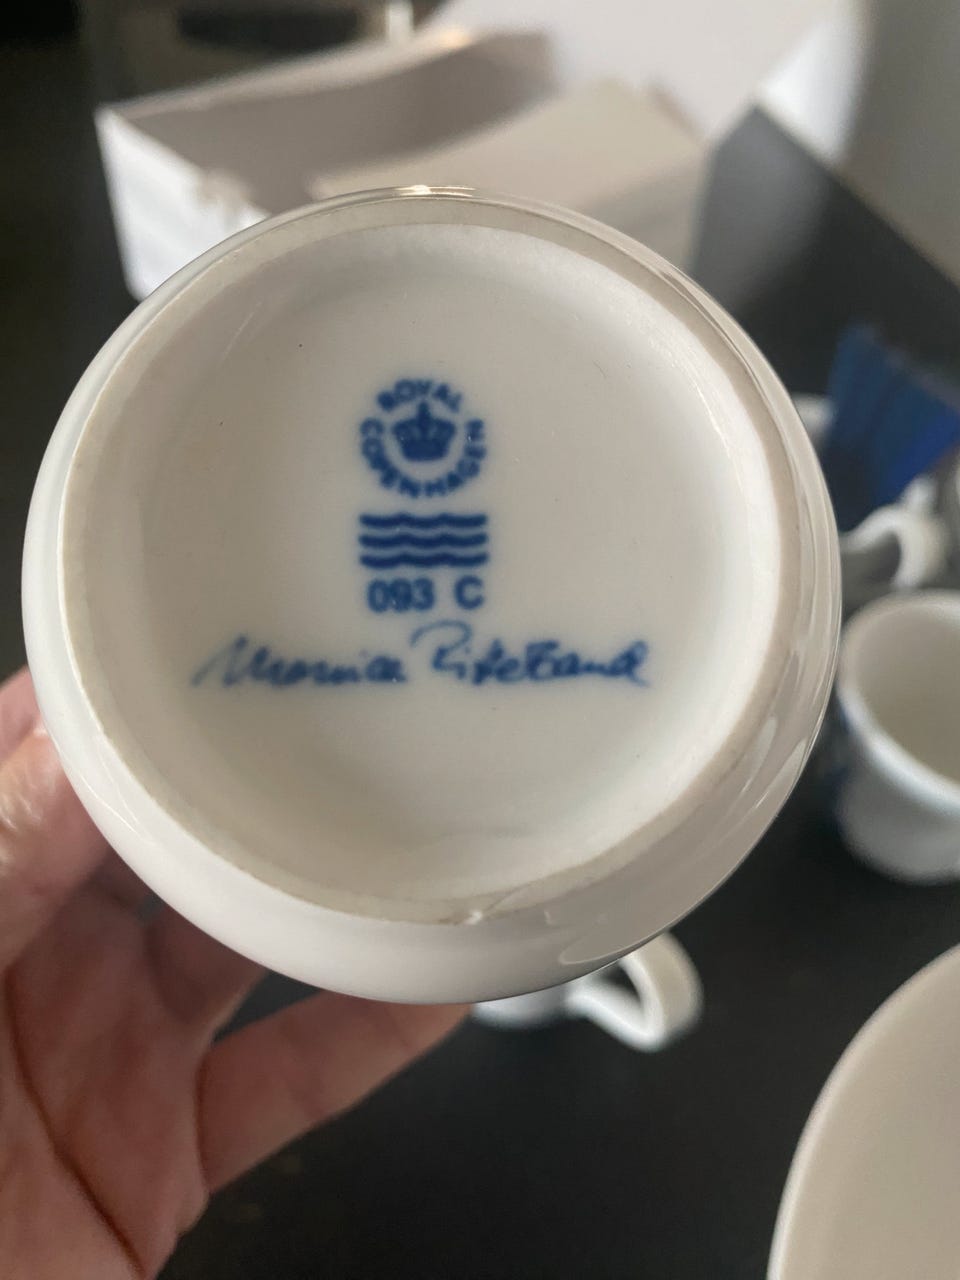 ROYAL
COPENHAGEN
093 C
Monica Ritterband